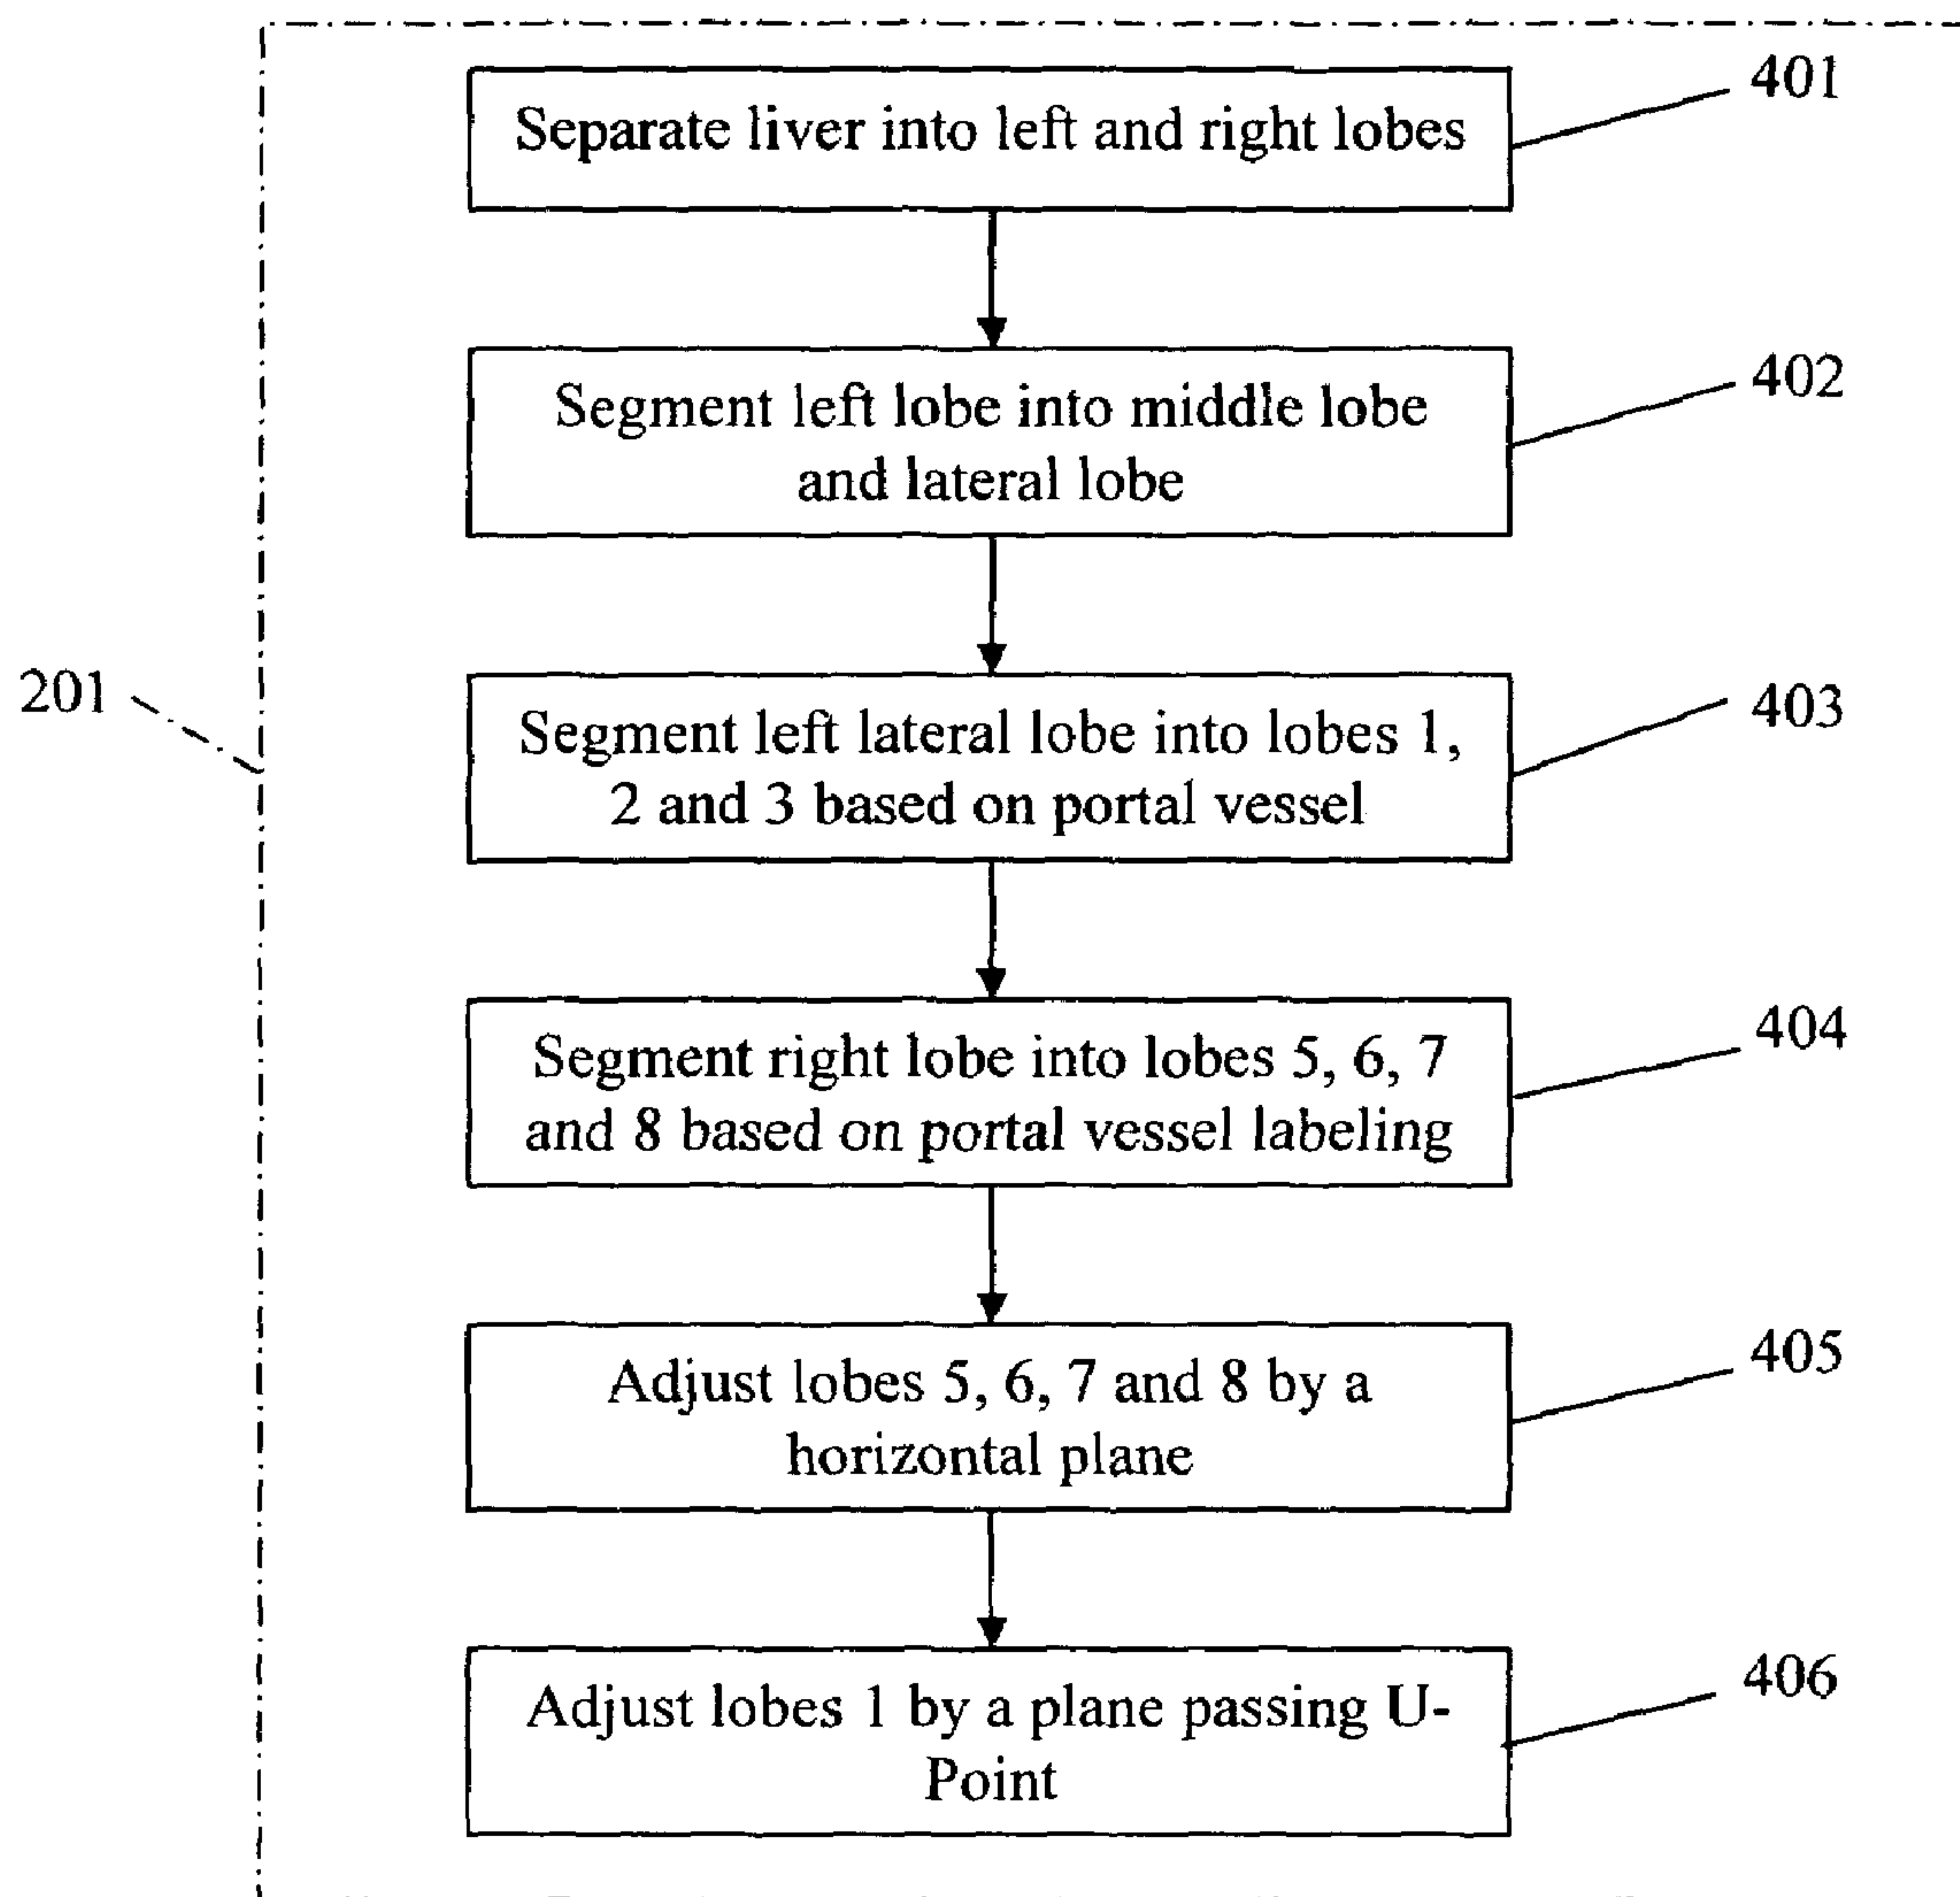 401
Separate liver into left and right lobes
402
Segment left lobe into middle lobe
and lateral lobe
201
403
Segment left lateral lobe into lobes 1,
2 and 3 based on portal vessel
404
Segment right lobe into lobes 5, 6, 7
and 8 based on portal vessel labeling
405
Adjust lobes 5, 6, 7 and 8 by a
horizontal plane
406
Adjust lobes 1 by a plane passing U-
Point